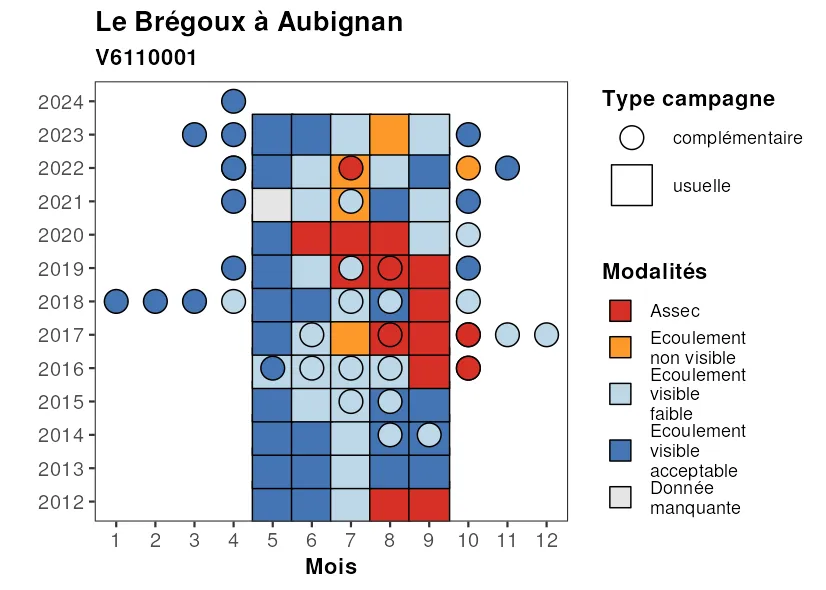 Le Brégoux à Aubignan
V6110001
2024
2023
2022
2021
2020
2019
2018
2017
2016
2015
2014
2013
2012
1 2 3 4 5 6 7 8 9 10 11 12
Mois
Type campagne
complémentaire
usuelle
Modalités
Assec
Ecoulement
non visible
Ecoulement
visible
faible
Ecoulement
visible
acceptable
Donnée
manquante